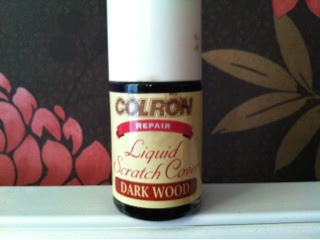 COLRON
REPAIR
Liquid
Scratch Cover
DARK WOOD